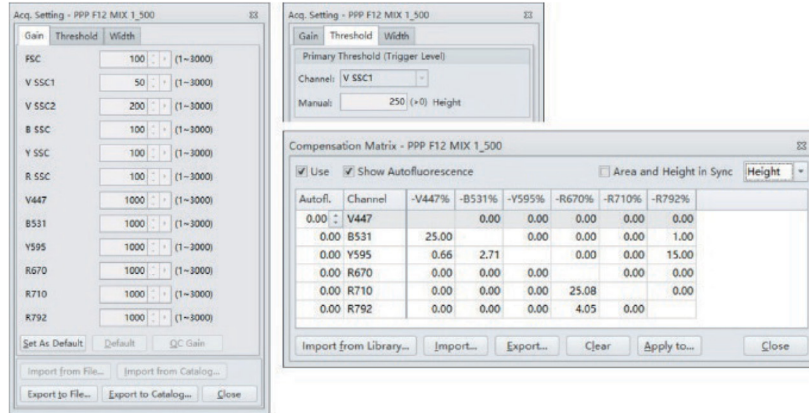 Acq. Setting - PPP F12 MIX 1_500
Gain Threshold Width
FSC 100 (1~3000)
V SSC1 50 (1~3000)
V SSC2 200 (1~3000)
B SSC 100 (1~3000)
Y SSC 100 (1~3000)
R SSC 100 (1~3000)
V447 1000 (1~3000)
B531 1000 (1~3000)
Y595 1000 (1~3000)
R670 1000 (1~3000)
R710 1000 (1~3000)
R792 1000 (1~3000)
Set As Default Default QC Gain
Import from File... Import from Catalog...
Export to File... Export to Catalog... Close
Acq. Setting - PPP F12 MIX 1_500
Gain Threshold Width
Primary Threshold (Trigger Level)
Channel: V SSC1
Manual: 250 (>0) Height
Compensation Matrix - PPP F12 MIX 1_500
Use Show Autofluorescence Area and Height in Sync Height
Autofl. Channel -V447% -B531% -Y595% -R670% -R710% -R792%
0.00 V447 0.00 0.00 0.00 0.00 0.00
0.00 B531 25.00 0.00 0.00 0.00 1.00
0.00 Y595 0.66 2.71 0.00 0.00 15.00
0.00 R670 0.00 0.00 0.00 0.00 0.00
0.00 R710 0.00 0.00 0.00 25.08 0.00
0.00 R792 0.00 0.00 0.00 4.05 0.00
Import from Library... Import... Export... Clear Apply to... Close